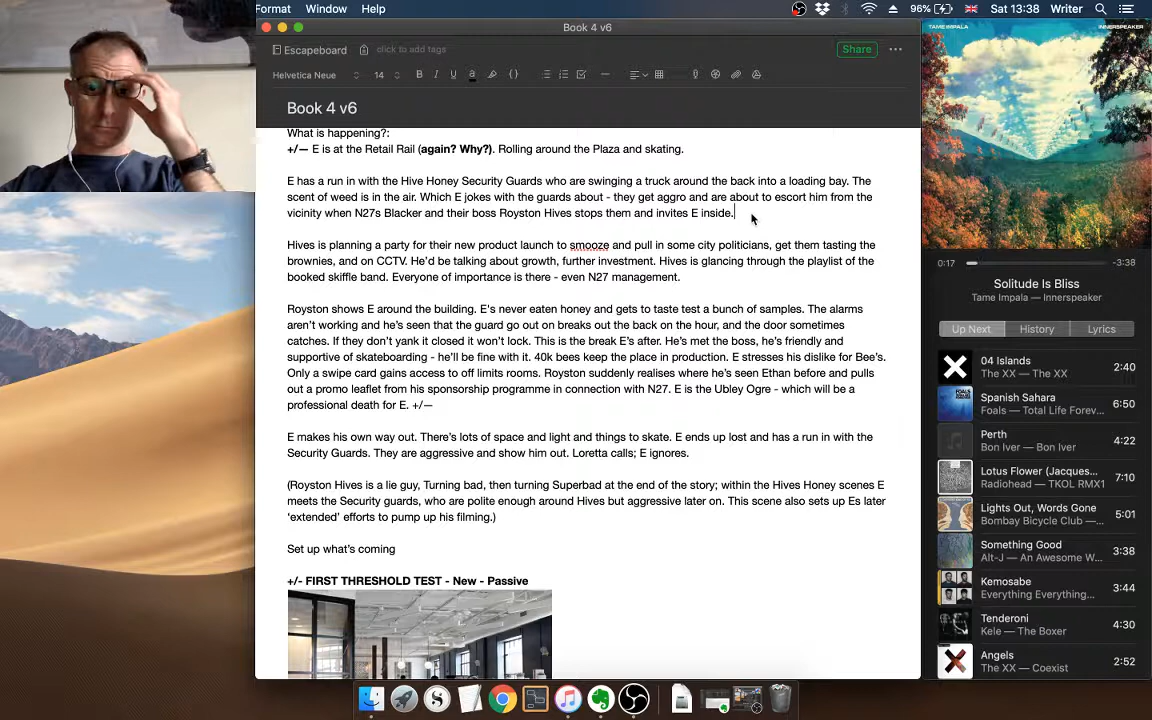 Format Window Help
96% Sat 13:38 Writer
Book 4 v6
Escapeboard click to add tags
Share
Helvetica Neue 14 B I U a
Book 4 v6
What is happening?:
+/— E is at the Retail Rail (again? Why?). Rolling around the Plaza and skating.
E has a run in with the Hive Honey Security Guards who are swinging a truck around the back into a loading bay. The
scent of weed is in the air. Which E jokes with the guards about - they get aggro and are about to escort him from the
vicinity when N27s Blacker and their boss Royston Hives stops them and invites E inside.
Hives is planning a party for their new product launch to smooze and pull in some city politicians, get them tasting the
brownies, and on CCTV. He’d be talking about growth, further investment. Hives is glancing through the playlist of the
booked skiffle band. Everyone of importance is there - even N27 management.
Royston shows E around the building. E's never eaten honey and gets to taste test a bunch of samples. The alarms
aren’t working and he’s seen that the guard go out on breaks out the back on the hour, and the door sometimes
catches. If they don’t yank it closed it won’t lock. This is the break E’s after. He’s met the boss, he’s friendly and
supportive of skateboarding - he’ll be fine with it. 40k bees keep the place in production. E stresses his dislike for Bee’s.
Only a swipe card gains access to off limits rooms. Royston suddenly realises where he’s seen Ethan before and pulls
out a promo leaflet from his sponsorship programme in connection with N27. E is the Ubley Ogre - which will be a
professional death for E. +/—
E makes his own way out. There’s lots of space and light and things to skate. E ends up lost and has a run in with the
Security Guards. They are aggressive and show him out. Loretta calls; E ignores.
(Royston Hives is a lie guy, Turning bad, then turning Superbad at the end of the story; within the Hives Honey scenes E
meets the Security guards, who are polite enough around Hives but aggressive later on. This scene also sets up Es later
‘extended’ efforts to pump up his filming.)
Set up what’s coming
+/- FIRST THRESHOLD TEST - New - Passive
TAME IMPALA INNERSPEAKER
0:17 -3:38
Solitude Is Bliss
Tame Impala — Innerspeaker
Up Next History Lyrics
04 Islands
The XX — The XX
2:40
Spanish Sahara
Foals — Total Life Forev...
6:50
Perth
Bon Iver — Bon Iver
4:22
Lotus Flower (Jacques...
Radiohead — TKOL RMX1
7:10
Lights Out, Words Gone
Bombay Bicycle Club —...
5:01
Something Good
Alt-J — An Awesome W...
3:38
Kemosabe
Everything Everything...
3:44
Tenderoni
Kele — The Boxer
4:30
Angels
The XX — Coexist
2:52